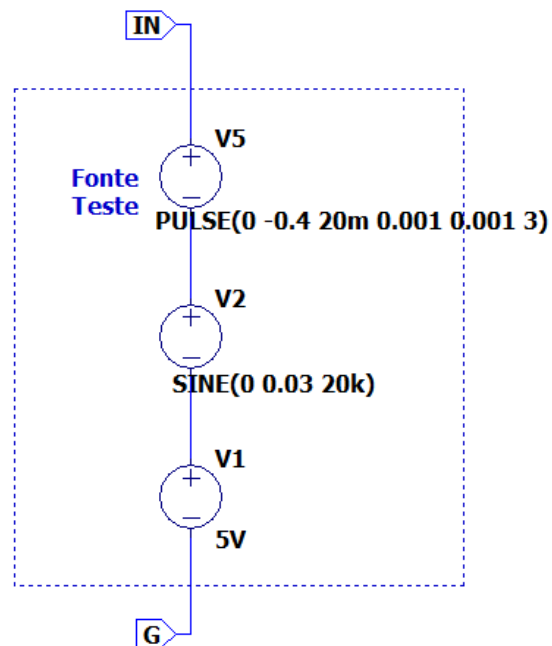 IN
V5
+
Fonte
Teste
PULSE(0 -0.4 20m 0.001 0.001 3)
V2
+
SINE(0 0.03 20k)
V1
+
5V
G